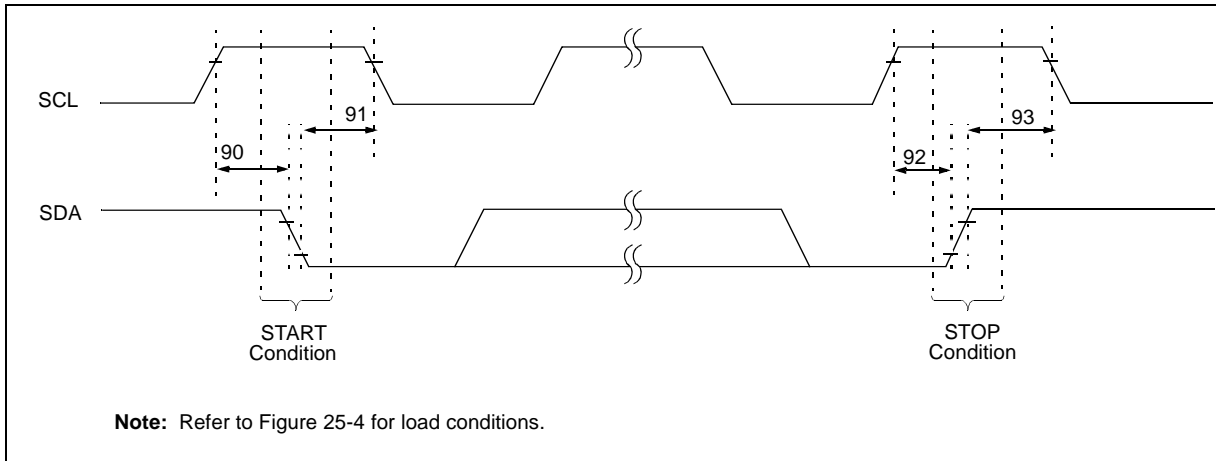 SCL
91
93
90
92
SDA
START
Condition
STOP
Condition
Note: Refer to Figure 25-4 for load conditions.